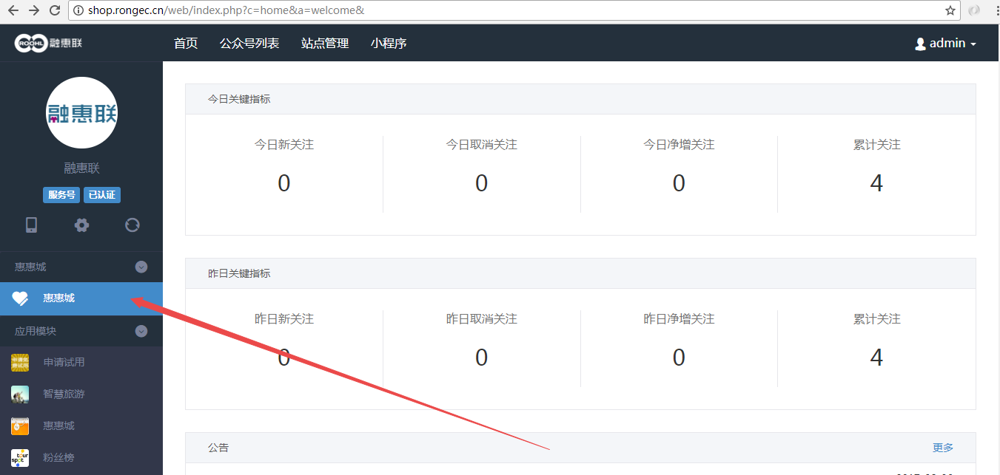 shop.rongec.cn/web/index.php?c=home&a=welcome&
ROOHL 融惠联
首页 公众号列表 站点管理 小程序
admin
融惠联
融惠联
服务号 已认证
惠惠城
惠惠城
应用模块
申请试用
智慧旅游
惠惠城
tour spot 粉丝榜
今日关键指标
今日新关注 今日取消关注 今日净增关注 累计关注
0 0 0 4
昨日关键指标
昨日新关注 昨日取消关注 昨日净增关注 累计关注
0 0 0 4
公告 更多